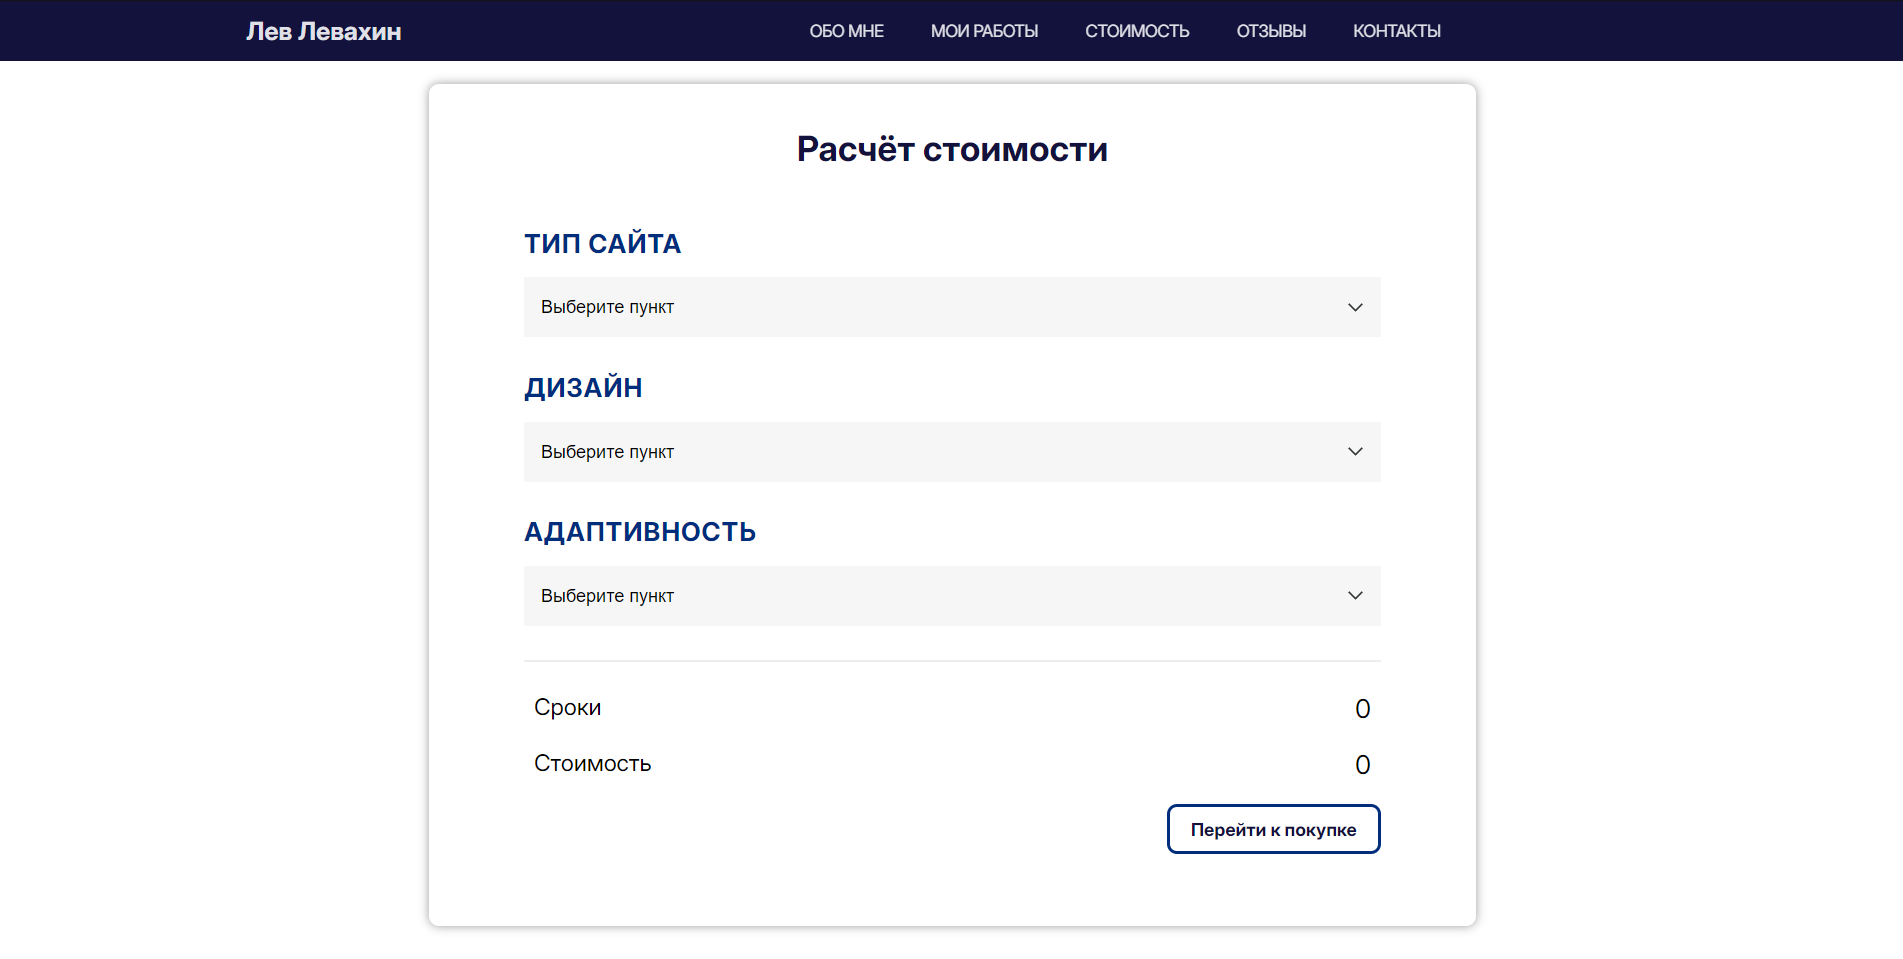 Лев Левахин
ОБО МНЕ МОИ РАБОТЫ СТОИМОСТЬ ОТЗЫВЫ КОНТАКТЫ
Расчёт стоимости
ТИП САЙТА
Выберите пункт
ДИЗАЙН
Выберите пункт
АДАПТИВНОСТЬ
Выберите пункт
Сроки 0
Стоимость 0
Перейти к покупке